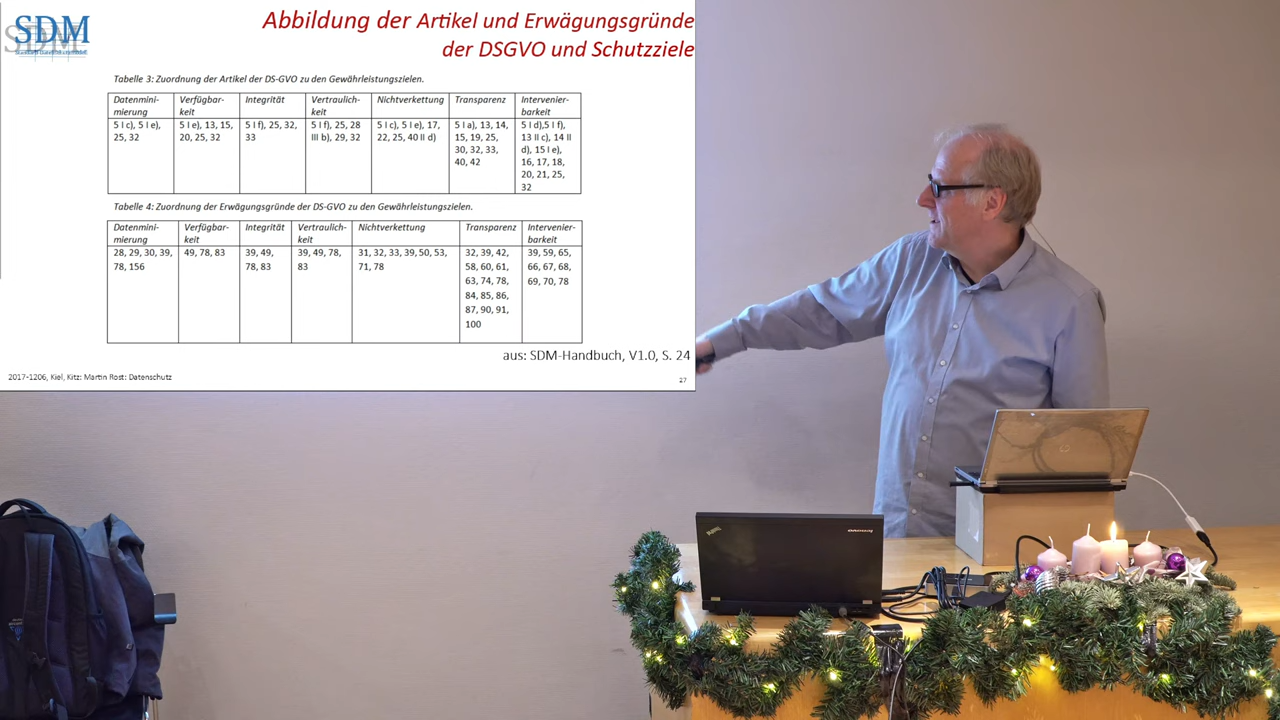 SDM
Abbildung der Artikel und Erwägungsgründe
der DSGVO und Schutzziele
Tabelle 3: Zuordnung der Artikel der DS-GVO zu den Gewährleistungszielen.
Datenmini-
mierung
Verfügbar-
keit
Integrität
Vertraulich-
keit
Nichtverkettung
Transparenz
Intervenier-
barkeit
5 I c), 5 I e),
25, 32
5 I e), 13, 15,
20, 25, 32
5 I f), 25, 32,
33
5 I f), 25, 28
III b), 29, 32
5 I c), 5 I e), 17,
22, 25, 40 II d)
5 I a), 13, 14,
15, 19, 25,
30, 32, 33,
40, 42
5 I d),5 I f),
13 II c), 14 II
d), 15 I e),
16, 17, 18,
20, 21, 25,
32
Tabelle 4: Zuordnung der Erwägungsgründe der DS-GVO zu den Gewährleistungszielen.
Datenmini-
mierung
Verfügbar-
keit
Integrität
Vertraulich-
keit
Nichtverkettung
Transparenz
Intervenier-
barkeit
28, 29, 30, 39,
78, 156
49, 78, 83
39, 49,
78, 83
39, 49, 78,
83
31, 32, 33, 39, 50, 53,
71, 78
32, 39, 42,
58, 60, 61,
63, 74, 78,
84, 85, 86,
87, 90, 91,
100
39, 59, 65,
66, 67, 68,
69, 70, 78
aus: SDM-Handbuch, V1.0, S. 24
2017-1206, Kiel, Kitz: Martin Rost: Datenschutz
27
ThinkPad
lenovo
hp